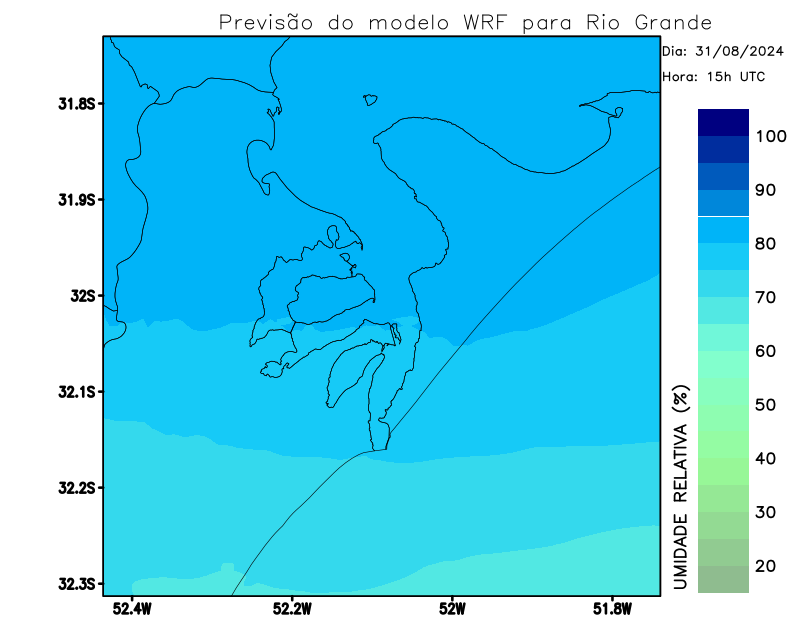 Previsão do modelo WRF para Rio Grande
Dia: 31/08/2024
Hora: 15h UTC
31.8S
31.9S
32S
32.1S
32.2S
32.3S
52.4W
52.2W
52W
51.8W
100
90
80
70
60
50
40
30
20
UMIDADE RELATIVA (%)